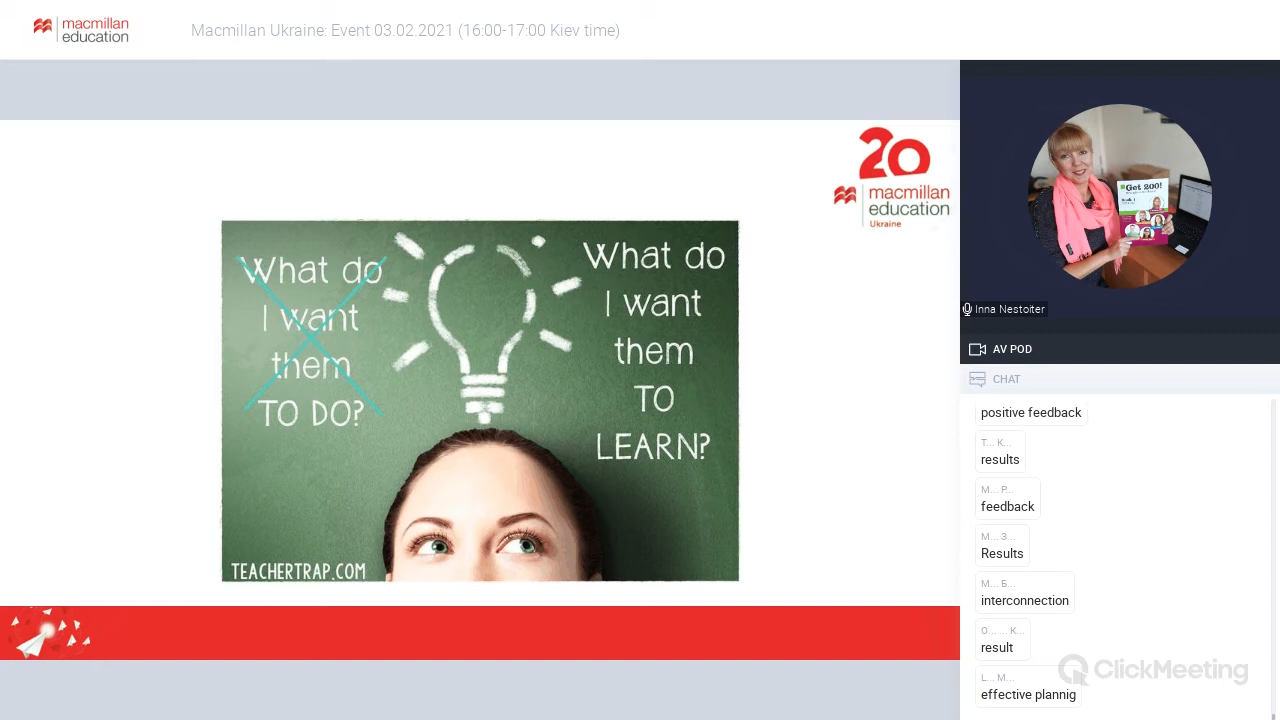 macmillan
education
Macmillan Ukraine: Event 03.02.2021 (16:00-17:00 Kiev time)
20
macmillan
education
Ukraine
What do
I want
them
TO DO?
What do
I want
them
TO
LEARN?
TEACHERTRAP.COM
Get 200!
Book 1
Inna Nestoiter
AV POD
CHAT
positive feedback
T... K...
results
M... P...
feedback
М... З...
Results
М... Б...
interconnection
O... ... K...
result
L... M...
effective plannig
ClickMeeting